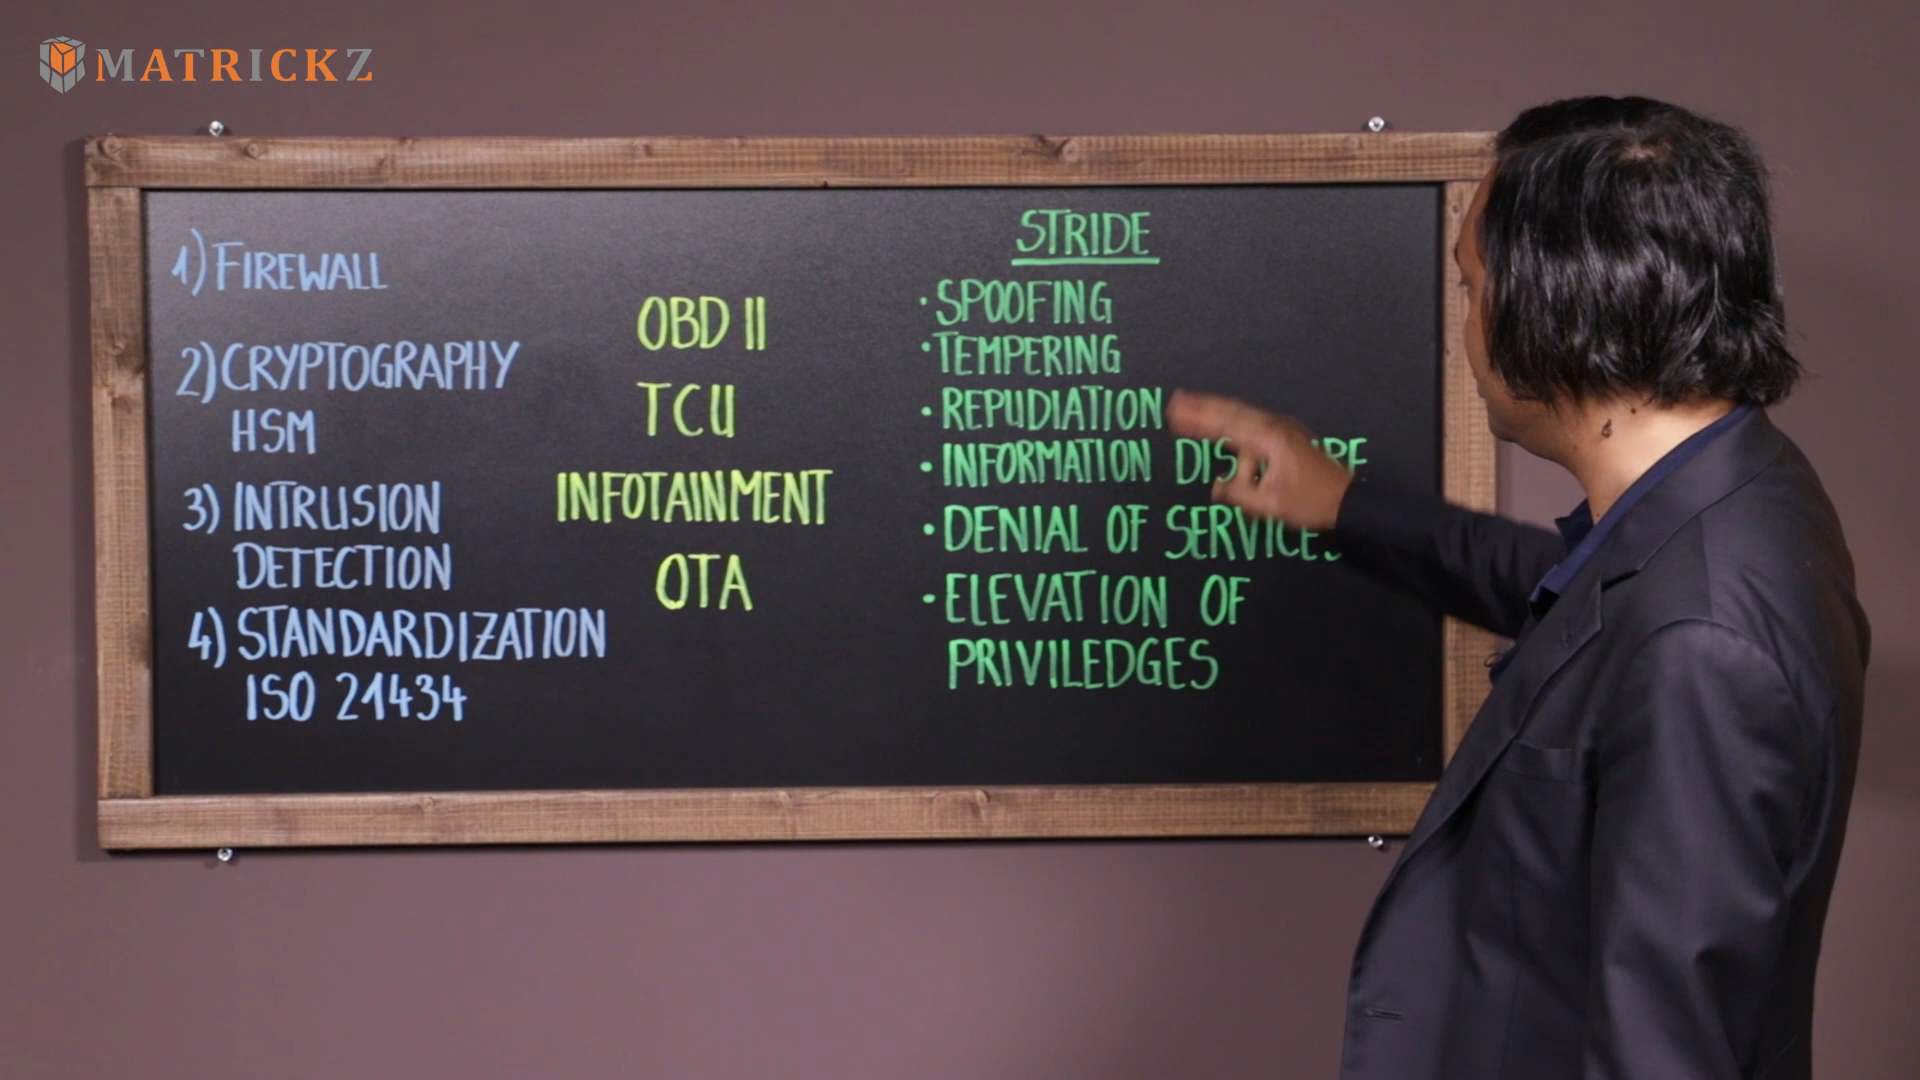 MATRICKZ
1) FIREWALL
2) CRYPTOGRAPHY
HSM
3) INTRUSION
DETECTION
4) STANDARDIZATION
ISO 21434
OBD II
TCU
INFOTAINMENT
OTA
STRIDE
• SPOOFING
• TEMPERING
• REPUDIATION
• INFORMATION
• DENIAL OF SERVICES
• ELEVATION OF
PRIVILEDGES